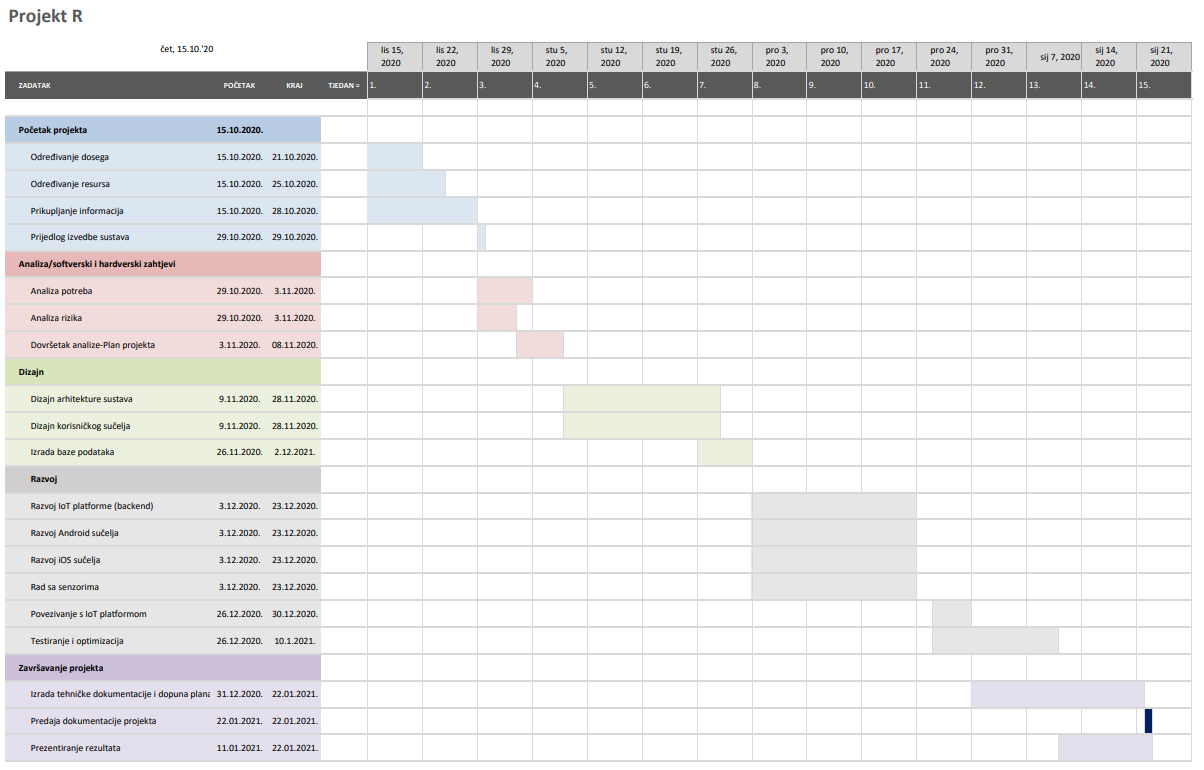 Projekt R
čet, 15.10.'20
lis 15, 2020 lis 22, 2020 lis 29, 2020 stu 5, 2020 stu 12, 2020 stu 19, 2020 stu 26, 2020 pro 3, 2020 pro 10, 2020 pro 17, 2020 pro 24, 2020 pro 31, 2020 sij 7, 2020 sij 14, 2020 sij 21, 2020
ZADATAK POČETAK KRAJ TJEDAN = 1. 2. 3. 4. 5. 6. 7. 8. 9. 10. 11. 12. 13. 14. 15.
Početak projekta 15.10.2020.
Određivanje dosega 15.10.2020. 21.10.2020.
Određivanje resursa 15.10.2020. 25.10.2020.
Prikupljanje informacija 15.10.2020. 28.10.2020.
Prijedlog izvedbe sustava 29.10.2020. 29.10.2020.
Analiza/softverski i hardverski zahtjevi
Analiza potreba 29.10.2020. 3.11.2020.
Analiza rizika 29.10.2020. 3.11.2020.
Dovršetak analize-Plan projekta 3.11.2020. 08.11.2020.
Dizajn
Dizajn arhitekture sustava 9.11.2020. 28.11.2020.
Dizajn korisničkog sučelja 9.11.2020. 28.11.2020.
Izrada baze podataka 26.11.2020. 2.12.2021.
Razvoj
Razvoj IoT platforme (backend) 3.12.2020. 23.12.2020.
Razvoj Android sučelja 3.12.2020. 23.12.2020.
Razvoj iOS sučelja 3.12.2020. 23.12.2020.
Rad sa senzorima 3.12.2020. 23.12.2020.
Povezivanje s IoT platformom 26.12.2020. 30.12.2020.
Testiranje i optimizacija 26.12.2020. 10.1.2021.
Završavanje projekta
Izrada tehničke dokumentacije i dopuna plana 31.12.2020. 22.01.2021.
Predaja dokumentacije projekta 22.01.2021. 22.01.2021.
Prezentiranje rezultata 11.01.2021. 22.01.2021.